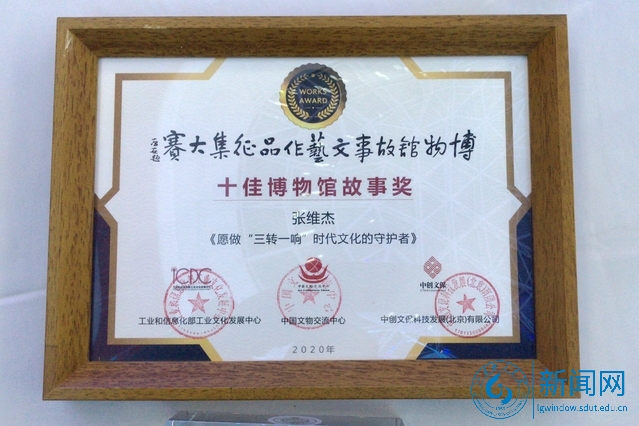 WORKS
AWARD
賽大集征品作藝文事故館物博
十佳博物馆故事奖
张维杰
《愿做“三转一响”时代文化的守护者》
ICDC
中创文保
工业和信息化部工业文化发展中心
中国文物交流中心
中创文保科技发展(北京)有限公司
2020年
新闻网
lgwindow.sdut.edu.cn